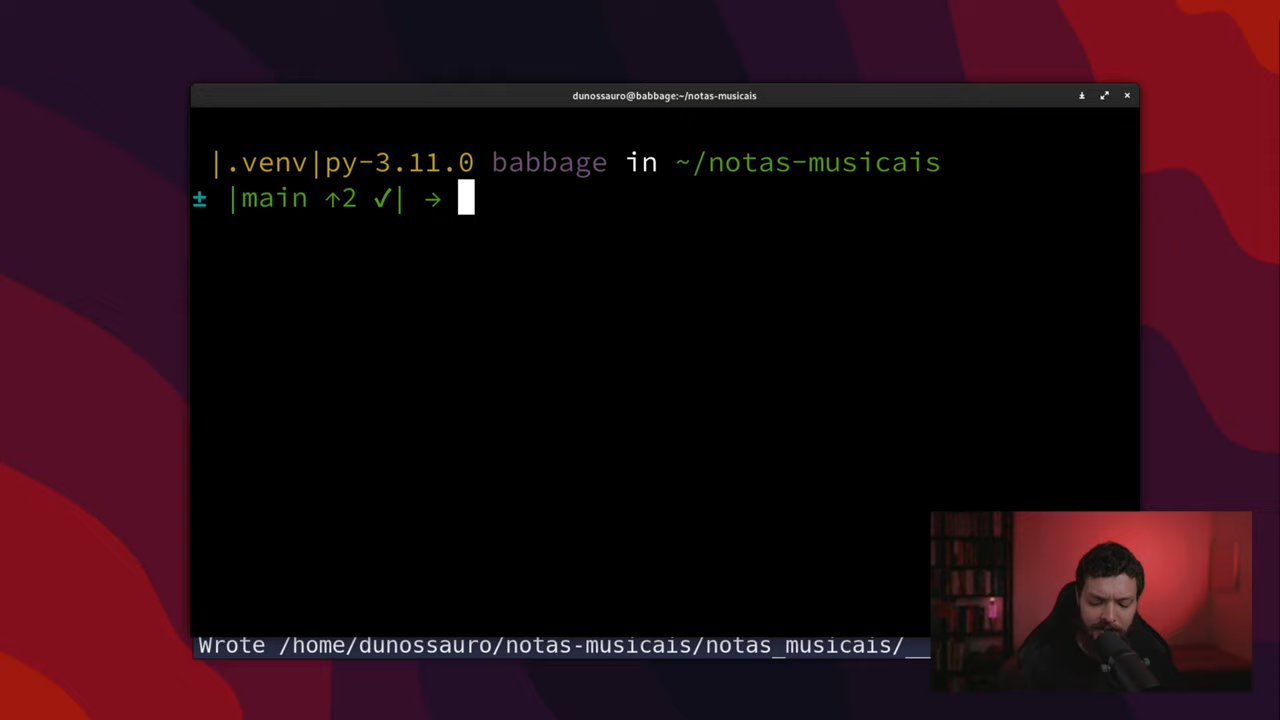 dunossauro@babbage:~/notas-musicais
|.venv|py-3.11.0 babbage in ~/notas-musicais
± |main ↑2 ✓| →
Wrote /home/dunossauro/notas-musicais/notas_musicais/__